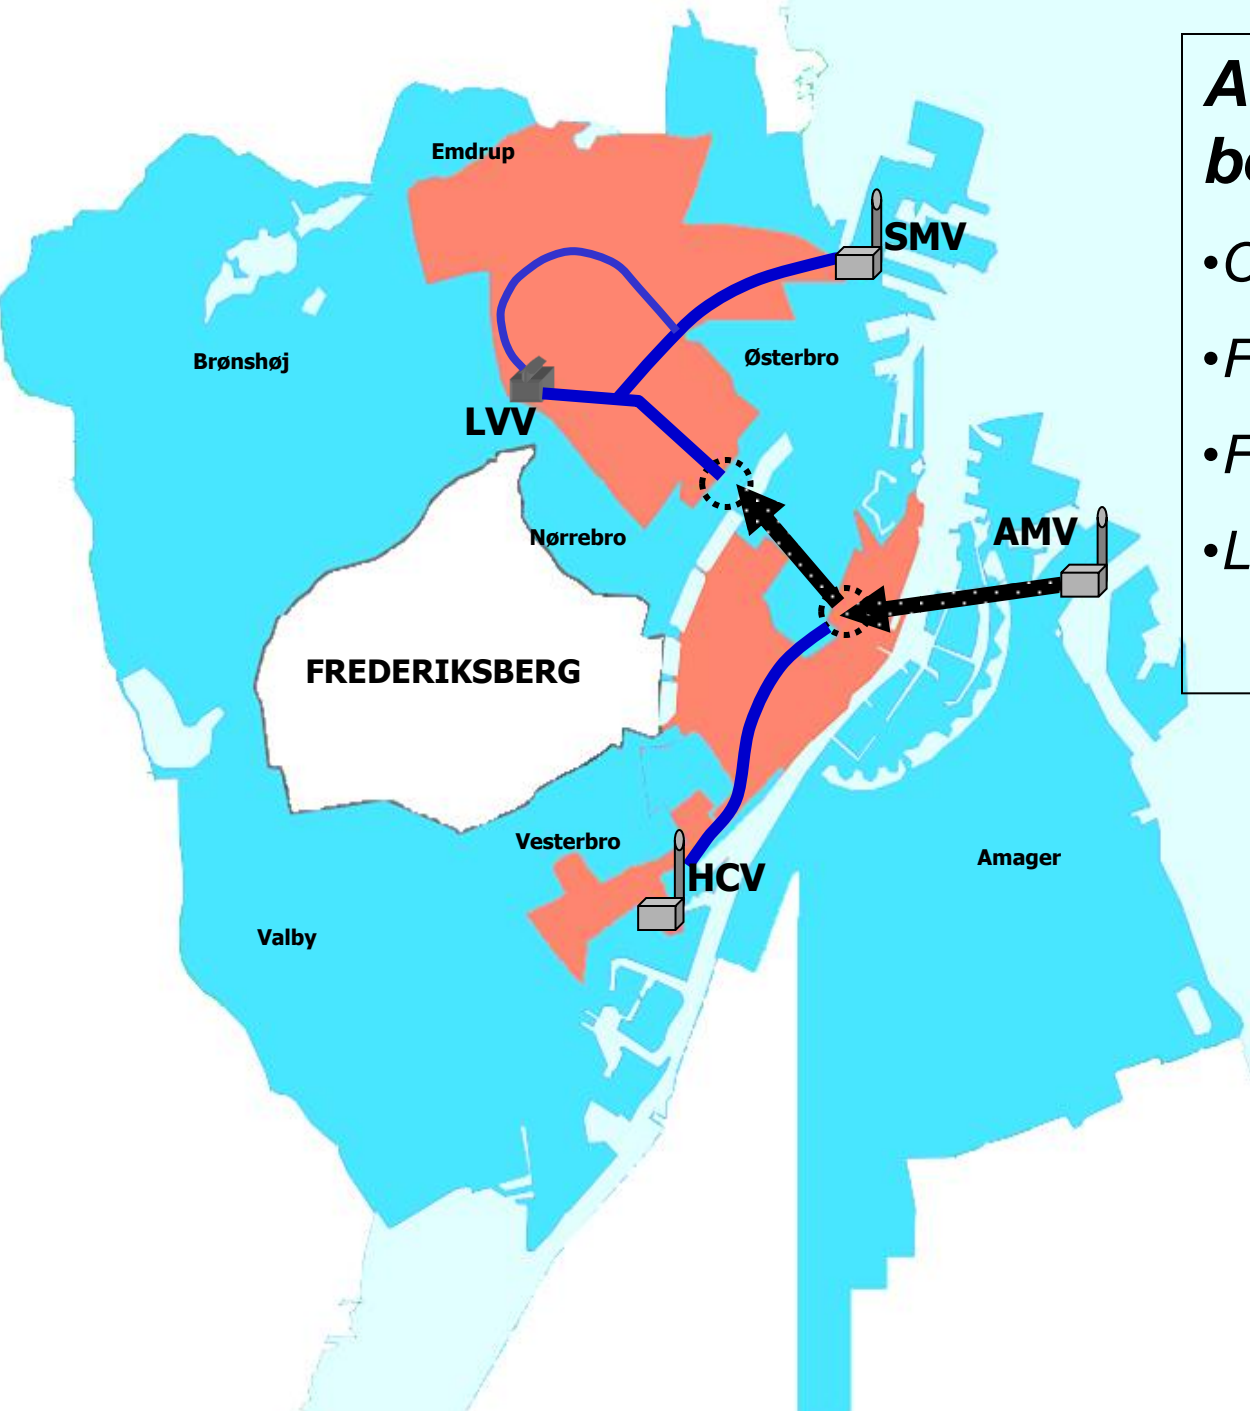 Emdrup
SMV
Brønshøj
Østerbro
LVV
Nørrebro
AMV
FREDERIKSBERG
Vesterbro
HCV
Amager
Valby